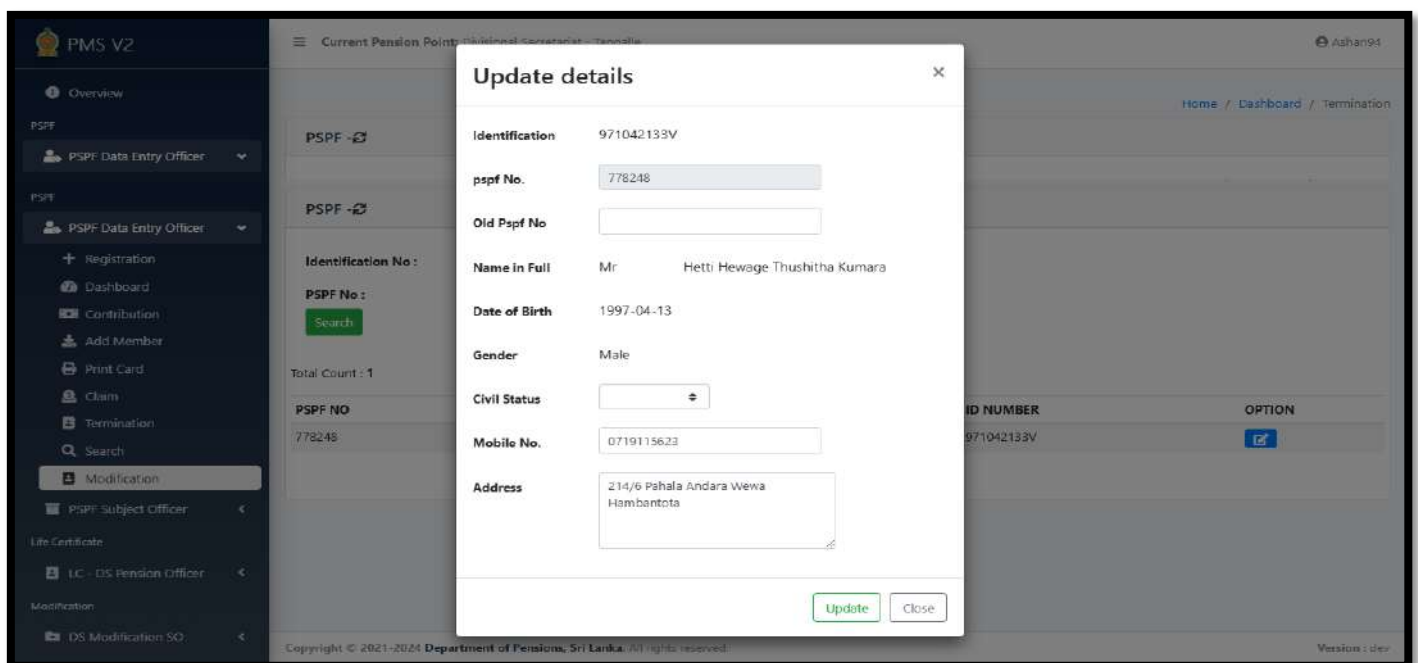 PMS V2
Overview
PSPF
PSPF Data Entry Officer
PSPF
PSPF Data Entry Officer
Registration
Dashboard
Contribution
Add Member
Print Card
Claim
Termination
Search
Modification
PSPF Subject Officer
Life Certificate
LC - DS Pension Officer
Modification
DS Modification SO
Current Pension Point: Divisional Secretariat - Tangalle
Ashan94
Home / Dashboard / Termination
PSPF -
PSPF -
Identification No :
PSPF No :
Search
Total Count : 1
PSPF NO
ID NUMBER
OPTION
778248
971042133V
Update details
×
Identification 971042133V
pspf No. 778248
Old Pspf No
Name in Full Mr Hetti Hewage Thushitha Kumara
Date of Birth 1997-04-13
Gender Male
Civil Status
Mobile No. 0719115623
Address 214/6 Pahala Andara Wewa
Hambantota
Update Close
Copyright © 2021-2024 Department of Pensions, Sri Lanka. All rights reserved.
Version : dev